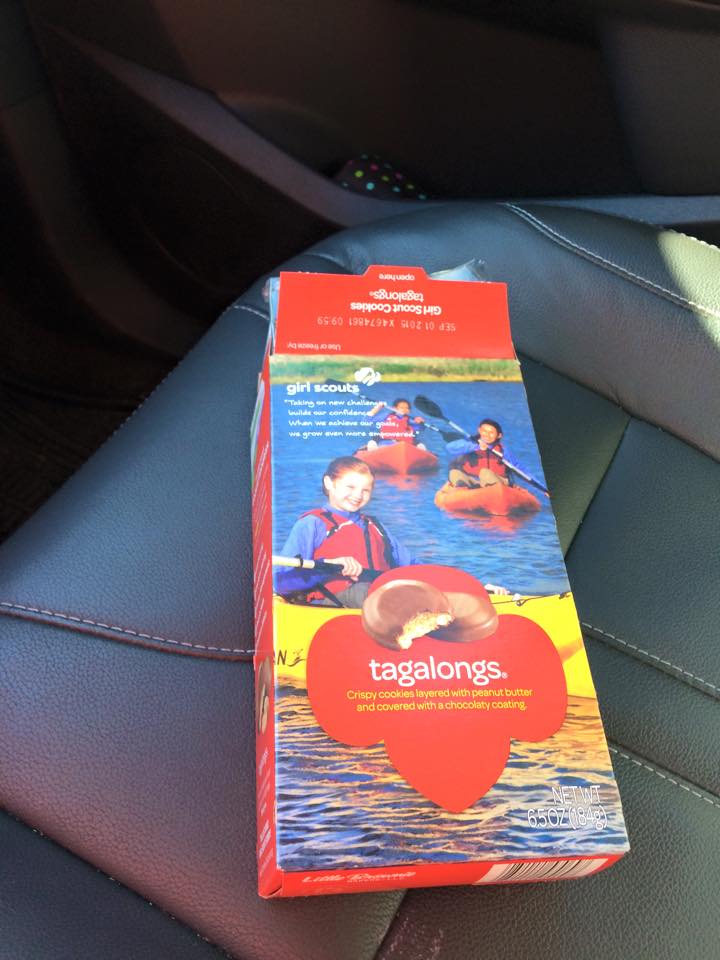 open here
Girl Scout Cookies
tagalongs®
SEP 01 2015 X4674861 09:59
Use or freeze by:
girl scouts
"Taking on new challenges
builds our confidence.
When we achieve our goals,
we grow even more empowered."
tagalongs®
Crispy cookies layered with peanut butter
and covered with a chocolaty coating.
NET WT
6.5 OZ (184g)
Little Brownie